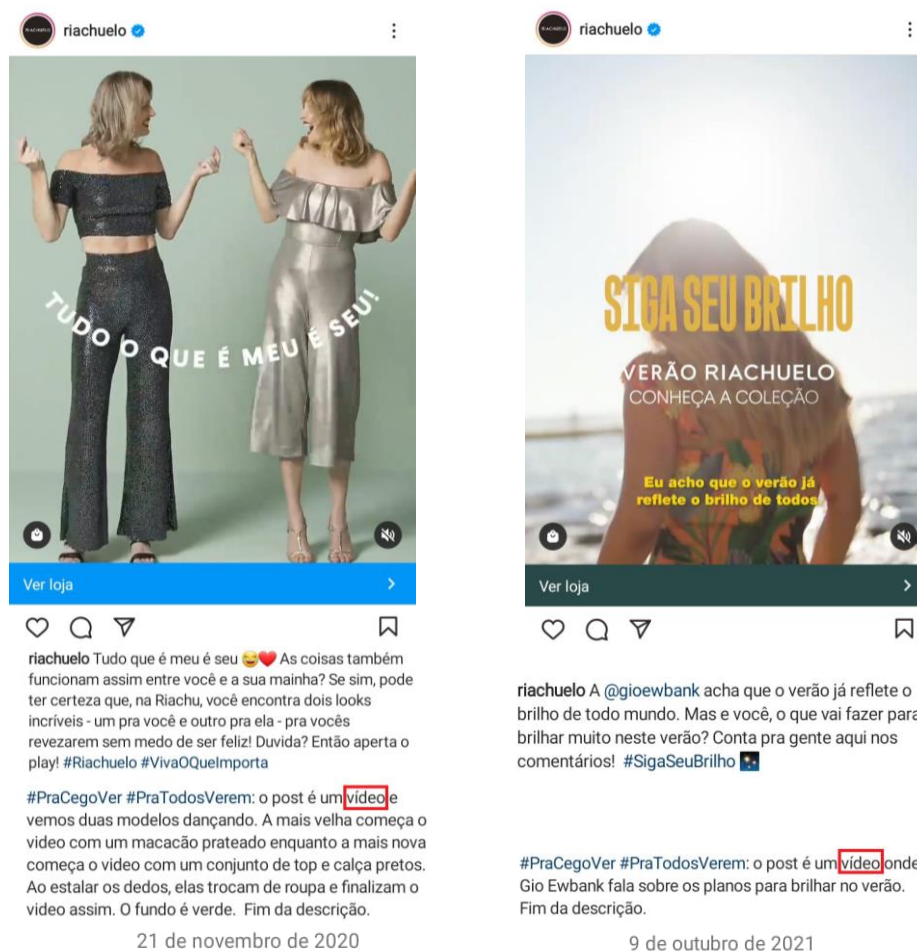 riachuelo
TUDO O QUE É MEU É SEU!
Ver loja
riachuelo Tudo que é meu é seu 😂❤️ As coisas também
funcionam assim entre você e a sua mainha? Se sim, pode
ter certeza que, na Riachu, você encontra dois looks
incríveis - um pra você e outro pra ela - pra vocês
revezarem sem medo de ser feliz! Duvida? Então aperta o
play! #Riachuelo #VivaOQueImporta
#PraCegoVer #PraTodosVerem: o post é um vídeo e
vemos duas modelos dançando. A mais velha começa o
video com um macacão prateado enquanto a mais nova
começa o video com um conjunto de top e calça pretos.
Ao estalar os dedos, elas trocam de roupa e finalizam o
video assim. O fundo é verde. Fim da descrição.
21 de novembro de 2020
riachuelo
SIGA SEU BRILHO
VERÃO RIACHUELO
CONHEÇA A COLEÇÃO
Eu acho que o verão já
reflete o brilho de todos
Ver loja
riachuelo A @gioewbank acha que o verão já reflete o
brilho de todo mundo. Mas e você, o que vai fazer para
brilhar muito neste verão? Conta pra gente aqui nos
comentários! #SigaSeuBrilho 🎇
#PraCegoVer #PraTodosVerem: o post é um vídeo onde
Gio Ewbank fala sobre os planos para brilhar no verão.
Fim da descrição.
9 de outubro de 2021